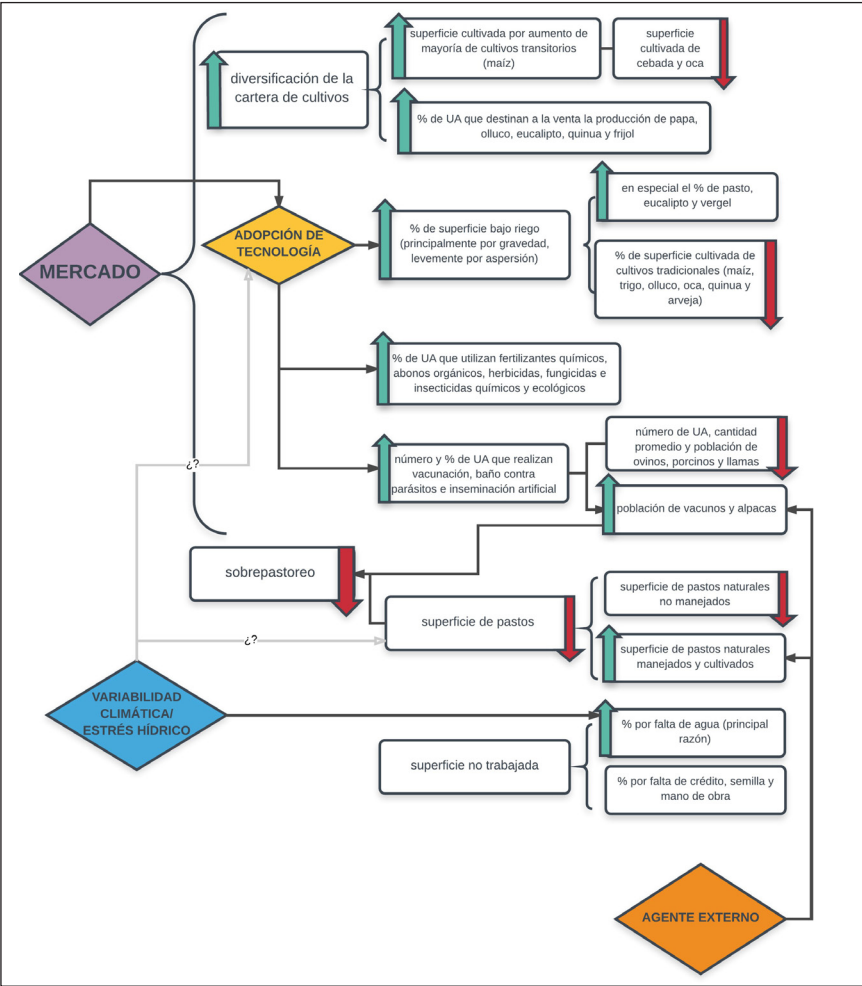 superficie cultivada por aumento de
mayoría de cultivos transitorios
(maíz)
superficie
cultivada de
cebada y oca
diversificación de la
cartera de cultivos
% de UA que destinan a la venta la producción de papa,
olluco, eucalipto, quinua y frijol
en especial el % de pasto,
eucalipto y vergel
ADOPCIÓN DE
TECNOLOGÍA
% de superficie bajo riego
(principalmente por gravedad,
levemente por aspersión)
MERCADO
% de superficie cultivada de
cultivos tradicionales (maíz,
trigo, olluco, oca, quinua y
arveja)
% de UA que utilizan fertilizantes químicos,
abonos orgánicos, herbicidas, fungicidas e
insecticidas químicos y ecológicos
número de UA, cantidad
promedio y población de
ovinos, porcinos y llamas
¿?
número y % de UA que realizan
vacunación, baño contra
parásitos e inseminación artificial
población de vacunos y alpacas
sobrepastoreo
superficie de pastos naturales
no manejados
superficie de pastos
¿?
superficie de pastos naturales
manejados y cultivados
VARIABILIDAD
CLIMÁTICA/
ESTRÉS HÍDRICO
% por falta de agua (principal
razón)
superficie no trabajada
% por falta de crédito, semilla y
mano de obra
AGENTE EXTERNO